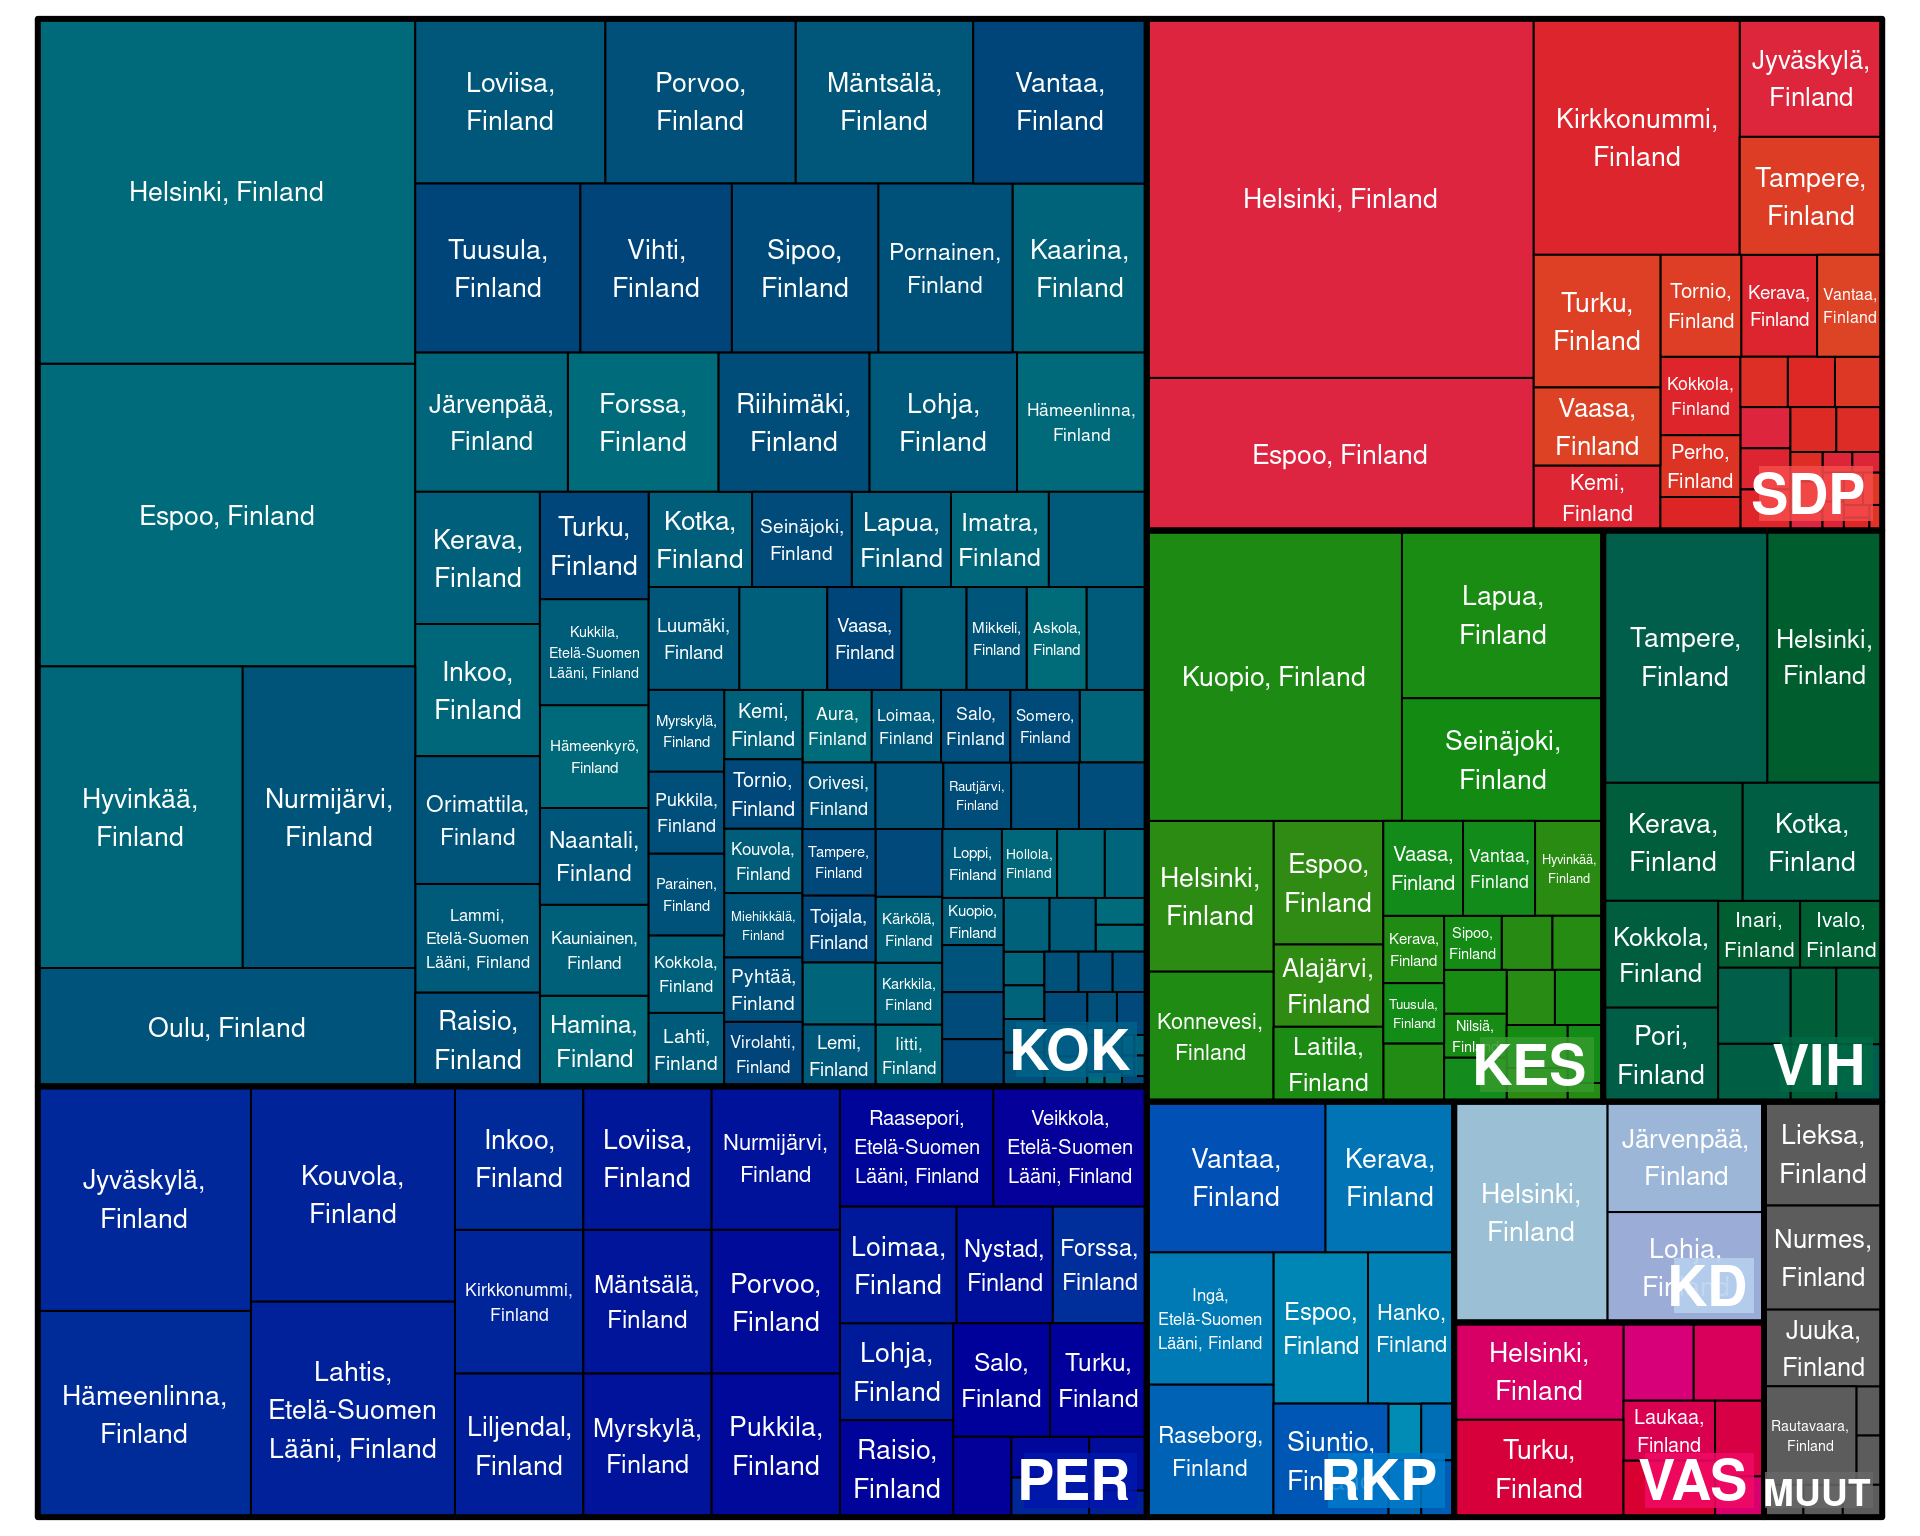 Helsinki, Finland
Espoo, Finland
Hyvinkää,
Finland
Nurmijärvi,
Finland
Oulu, Finland
Loviisa,
Finland
Porvoo,
Finland
Mäntsälä,
Finland
Vantaa,
Finland
Tuusula,
Finland
Vihti,
Finland
Sipoo,
Finland
Pornainen,
Finland
Kaarina,
Finland
Järvenpää,
Finland
Forssa,
Finland
Riihimäki,
Finland
Lohja,
Finland
Hämeenlinna,
Finland
Kerava,
Finland
Inkoo,
Finland
Orimattila,
Finland
Lammi,
Etelä-Suomen
Lääni, Finland
Raisio,
Finland
Turku,
Finland
Kukkila,
Etelä-Suomen
Lääni, Finland
Hämeenkyrö,
Finland
Naantali,
Finland
Kauniainen,
Finland
Hamina,
Finland
Kotka,
Finland
Seinäjoki,
Finland
Lapua,
Finland
Imatra,
Finland
Luumäki,
Finland
Vaasa,
Finland
Mikkeli,
Finland
Askola,
Finland
Myrskylä,
Finland
Pukkila,
Finland
Parainen,
Finland
Kokkola,
Finland
Lahti,
Finland
Kemi,
Finland
Tornio,
Finland
Kouvola,
Finland
Miehikkälä,
Finland
Pyhtää,
Finland
Virolahti,
Finland
Aura,
Finland
Loimaa,
Finland
Salo,
Finland
Somero,
Finland
Orivesi,
Finland
Rautjärvi,
Finland
Tampere,
Finland
Toijala,
Finland
Lemi,
Finland
Kärkölä,
Finland
Karkkila,
Finland
Iitti,
Finland
Loppi,
Finland
Hollola,
Finland
Kuopio,
Finland
KOK
Jyväskylä,
Finland
Hämeenlinna,
Finland
Kouvola,
Finland
Lahtis,
Etelä-Suomen
Lääni, Finland
Inkoo,
Finland
Kirkkonummi,
Finland
Liljendal,
Finland
Loviisa,
Finland
Mäntsälä,
Finland
Myrskylä,
Finland
Nurmijärvi,
Finland
Porvoo,
Finland
Pukkila,
Finland
Raasepori,
Etelä-Suomen
Lääni, Finland
Veikkola,
Etelä-Suomen
Lääni, Finland
Loimaa,
Finland
Nystad,
Finland
Forssa,
Finland
Lohja,
Finland
Salo,
Finland
Turku,
Finland
Raisio,
Finland
PER
Helsinki, Finland
Espoo, Finland
Kirkkonummi,
Finland
Jyväskylä,
Finland
Tampere,
Finland
Turku,
Finland
Vaasa,
Finland
Kemi,
Finland
Tornio,
Finland
Kerava,
Finland
Vantaa,
Finland
Kokkola,
Finland
Perho,
Finland
SDP
Kuopio, Finland
Lapua,
Finland
Seinäjoki,
Finland
Helsinki,
Finland
Konnevesi,
Finland
Espoo,
Finland
Alajärvi,
Finland
Laitila,
Finland
Vaasa,
Finland
Vantaa,
Finland
Hyvinkää,
Finland
Kerava,
Finland
Sipoo,
Finland
Tuusula,
Finland
Nilsiä,
KES
Tampere,
Finland
Helsinki,
Finland
Kerava,
Finland
Kotka,
Finland
Kokkola,
Finland
Inari,
Finland
Ivalo,
Finland
Pori,
Finland
VIH
Vantaa,
Finland
Kerava,
Finland
Ingå,
Etelä-Suomen
Lääni, Finland
Espoo,
Finland
Hanko,
Finland
Raseborg,
Finland
Siuntio,
RKP
Helsinki,
Finland
Järvenpää,
Finland
Lohja,
KD
Helsinki,
Finland
Turku,
Finland
Laukaa,
Finland
VAS
Lieksa,
Finland
Nurmes,
Finland
Juuka,
Finland
Rautavaara,
Finland
MUUT